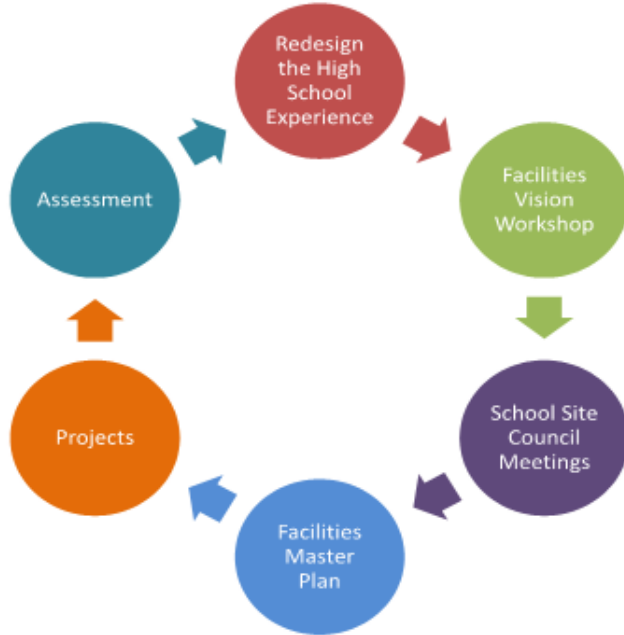 Redesign
the High
School
Experience
Facilities
Vision
Workshop
School Site
Council
Meetings
Facilities
Master
Plan
Projects
Assessment